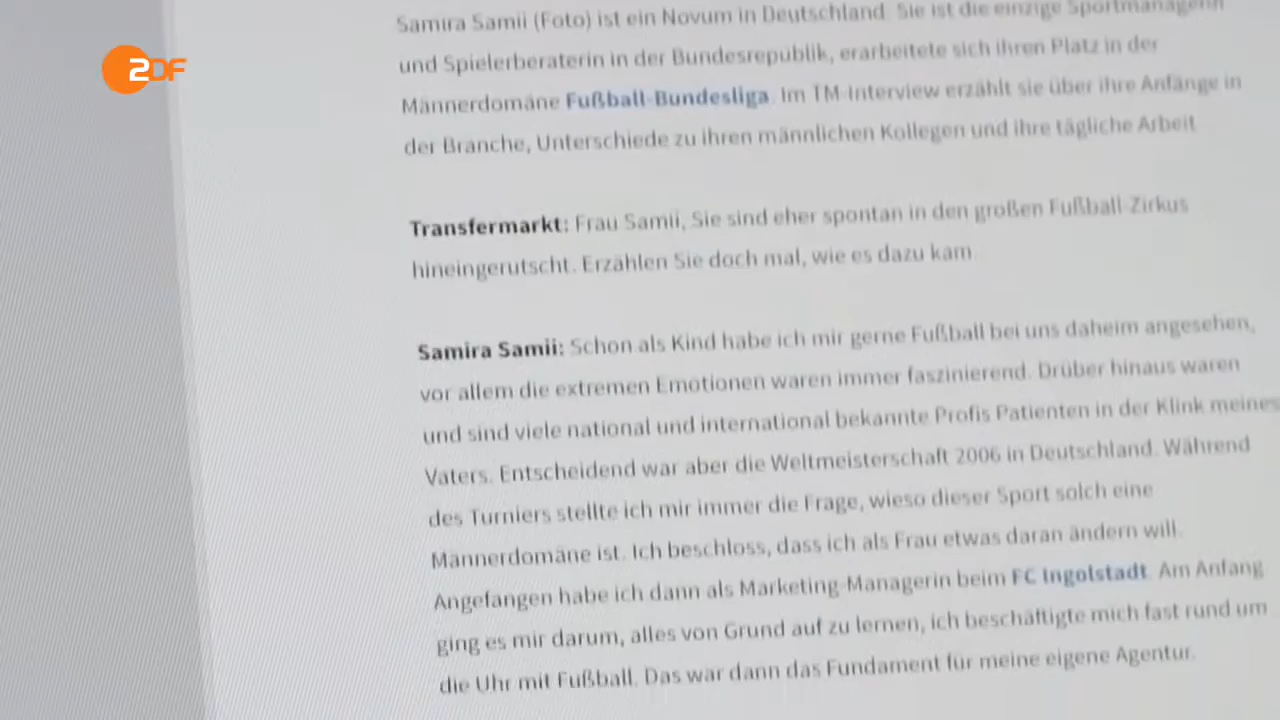 ZDF
Samira Samii (Foto) ist ein Novum in Deutschland. Sie ist die einzige Sportmanagerin
und Spielerberaterin in der Bundesrepublik, erarbeitete sich ihren Platz in der
Männerdomäne Fußball-Bundesliga. Im TM-Interview erzählt sie über ihre Anfänge in
der Branche, Unterschiede zu ihren männlichen Kollegen und ihre tägliche Arbeit
Transfermarkt: Frau Samii, Sie sind eher spontan in den großen Fußball-Zirkus
hineingerutscht. Erzählen Sie doch mal, wie es dazu kam.
Samira Samii: Schon als Kind habe ich mir gerne Fußball bei uns daheim angesehen,
vor allem die extremen Emotionen waren immer faszinierend. Drüber hinaus waren
und sind viele national und international bekannte Profis Patienten in der Klink meines
Vaters. Entscheidend war aber die Weltmeisterschaft 2006 in Deutschland. Während
des Turniers stellte ich mir immer die Frage, wieso dieser Sport solch eine
Männerdomäne ist. Ich beschloss, dass ich als Frau etwas daran ändern will.
Angefangen habe ich dann als Marketing-Managerin beim FC Ingolstadt. Am Anfang
ging es mir darum, alles von Grund auf zu lernen, ich beschäftigte mich fast rund um
die Uhr mit Fußball. Das war dann das Fundament für meine eigene Agentur.